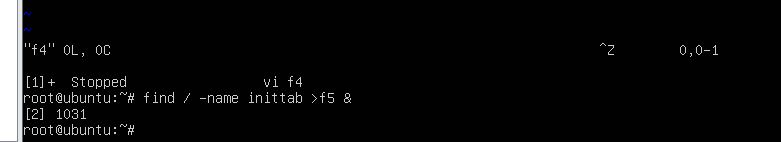 ~
~
"f4" 0L, 0C ^Z 0,0-1
[1]+ Stopped vi f4
root@ubuntu:~# find / -name inittab >f5 &
[2] 1031
root@ubuntu:~#